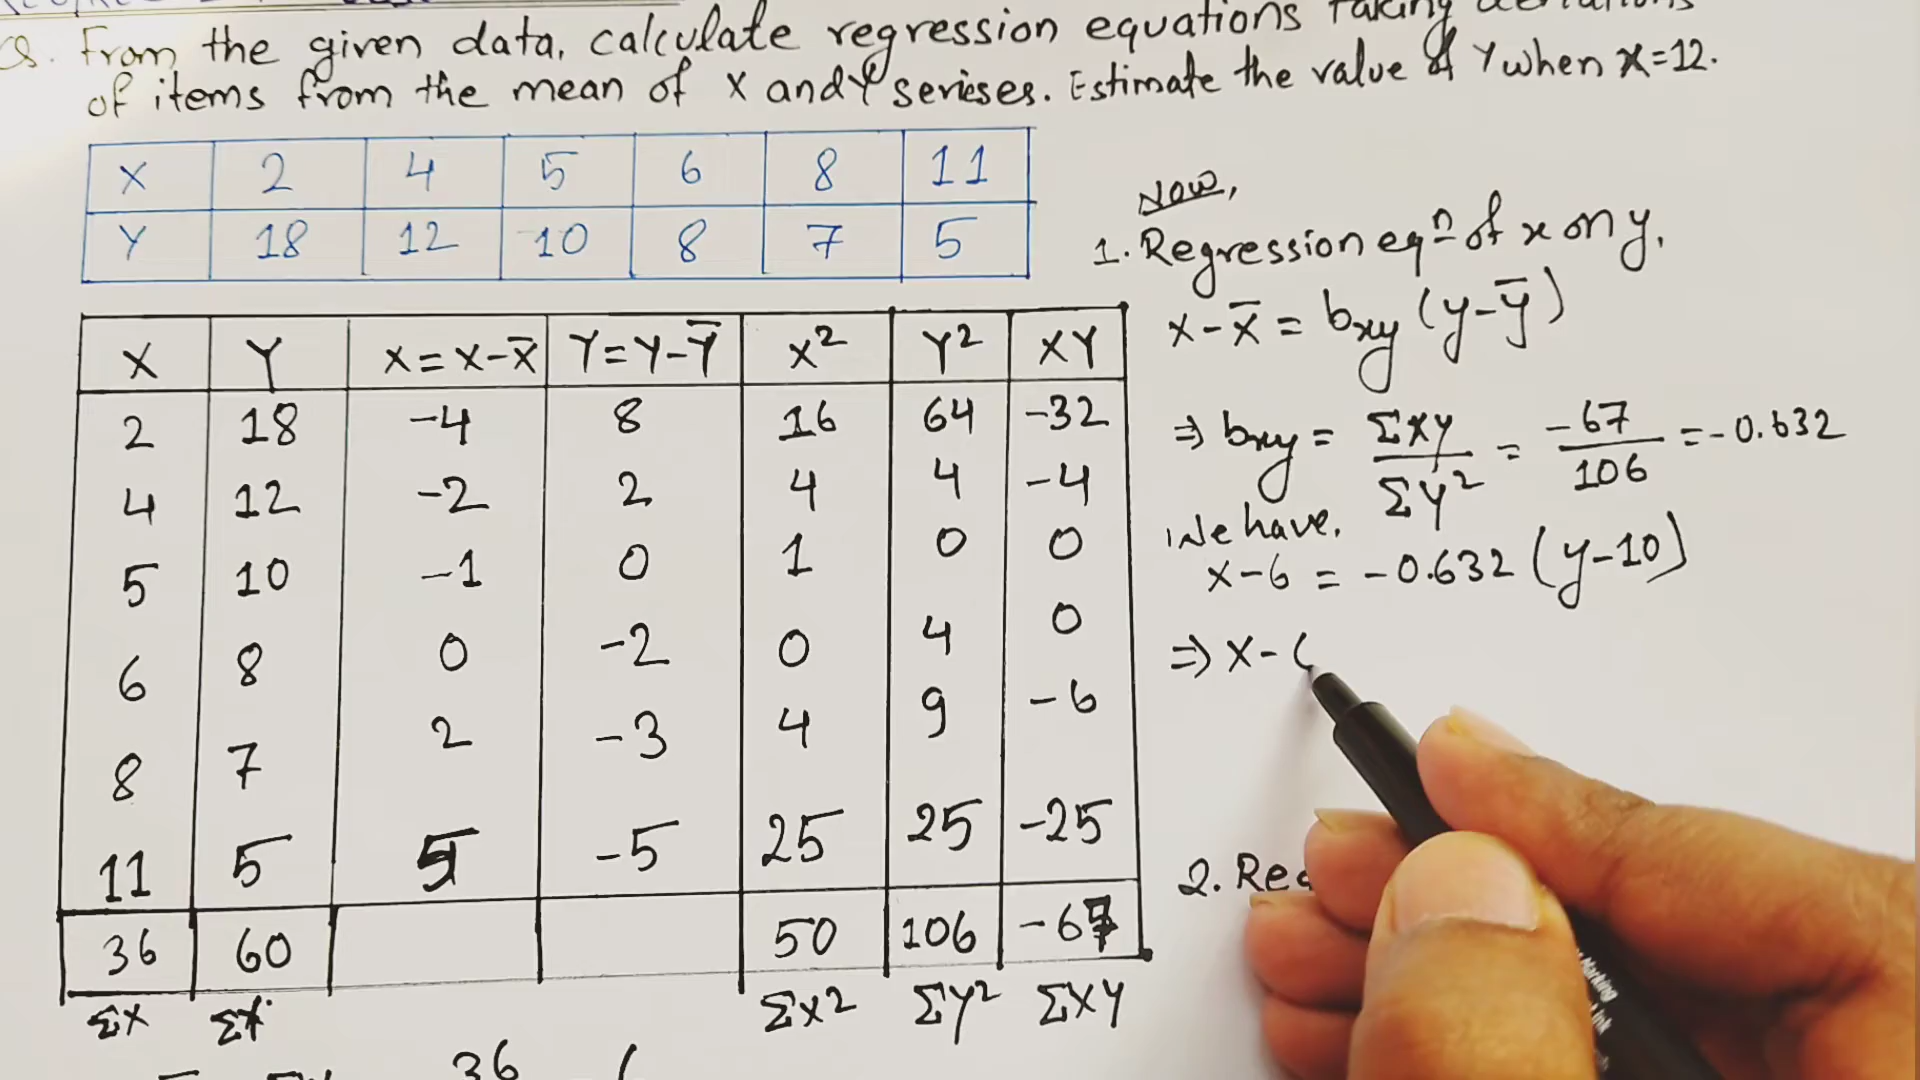 Q. From the given data, calculate regression equations taking deviations
of items from the mean of X and Y serieses. Estimate the value of Y when x=12.
X 2 4 5 6 8 11
Y 18 12 10 8 7 5
X Y x=x-x̄ Y=Y-Ȳ x² Y² XY
2 18 -4 8 16 64 -32
4 12 -2 2 4 4 -4
5 10 -1 0 1 0 0
6 8 0 -2 0 4 0
8 7 2 -3 4 9 -6
11 5 5 -5 25 25 -25
36 60 50 106 -67
ΣX ΣY ΣX² ΣY² ΣXY
36
Now,
1. Regression eqⁿ of x on y,
x-x̄ = bxy (y-ȳ)
⇒ bxy = ΣXY/ΣY² = -67/106 = -0.632
We have,
x-6 = -0.632 (y-10)
⇒ x-
2.